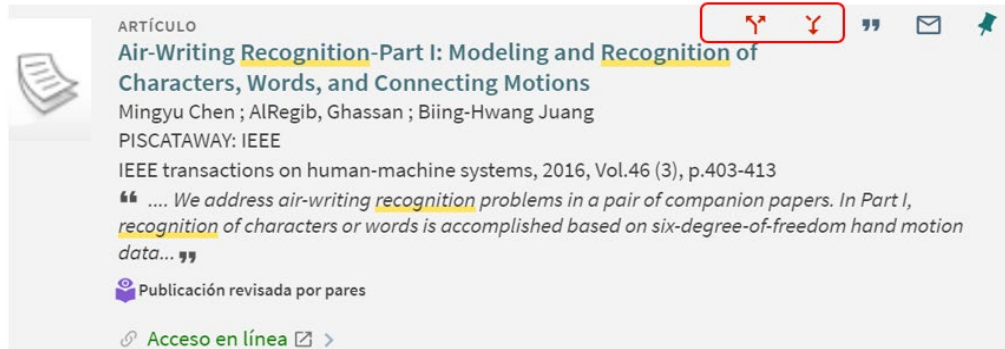 ARTÍCULO
Air-Writing Recognition-Part I: Modeling and Recognition of
Characters, Words, and Connecting Motions
Mingyu Chen ; AlRegib, Ghassan ; Biing-Hwang Juang
PISCATAWAY: IEEE
IEEE transactions on human-machine systems, 2016, Vol.46 (3), p.403-413
❝ .... We address air-writing recognition problems in a pair of companion papers. In Part I,
recognition of characters or words is accomplished based on six-degree-of-freedom hand motion
data... ❞
Publicación revisada por pares
Acceso en línea